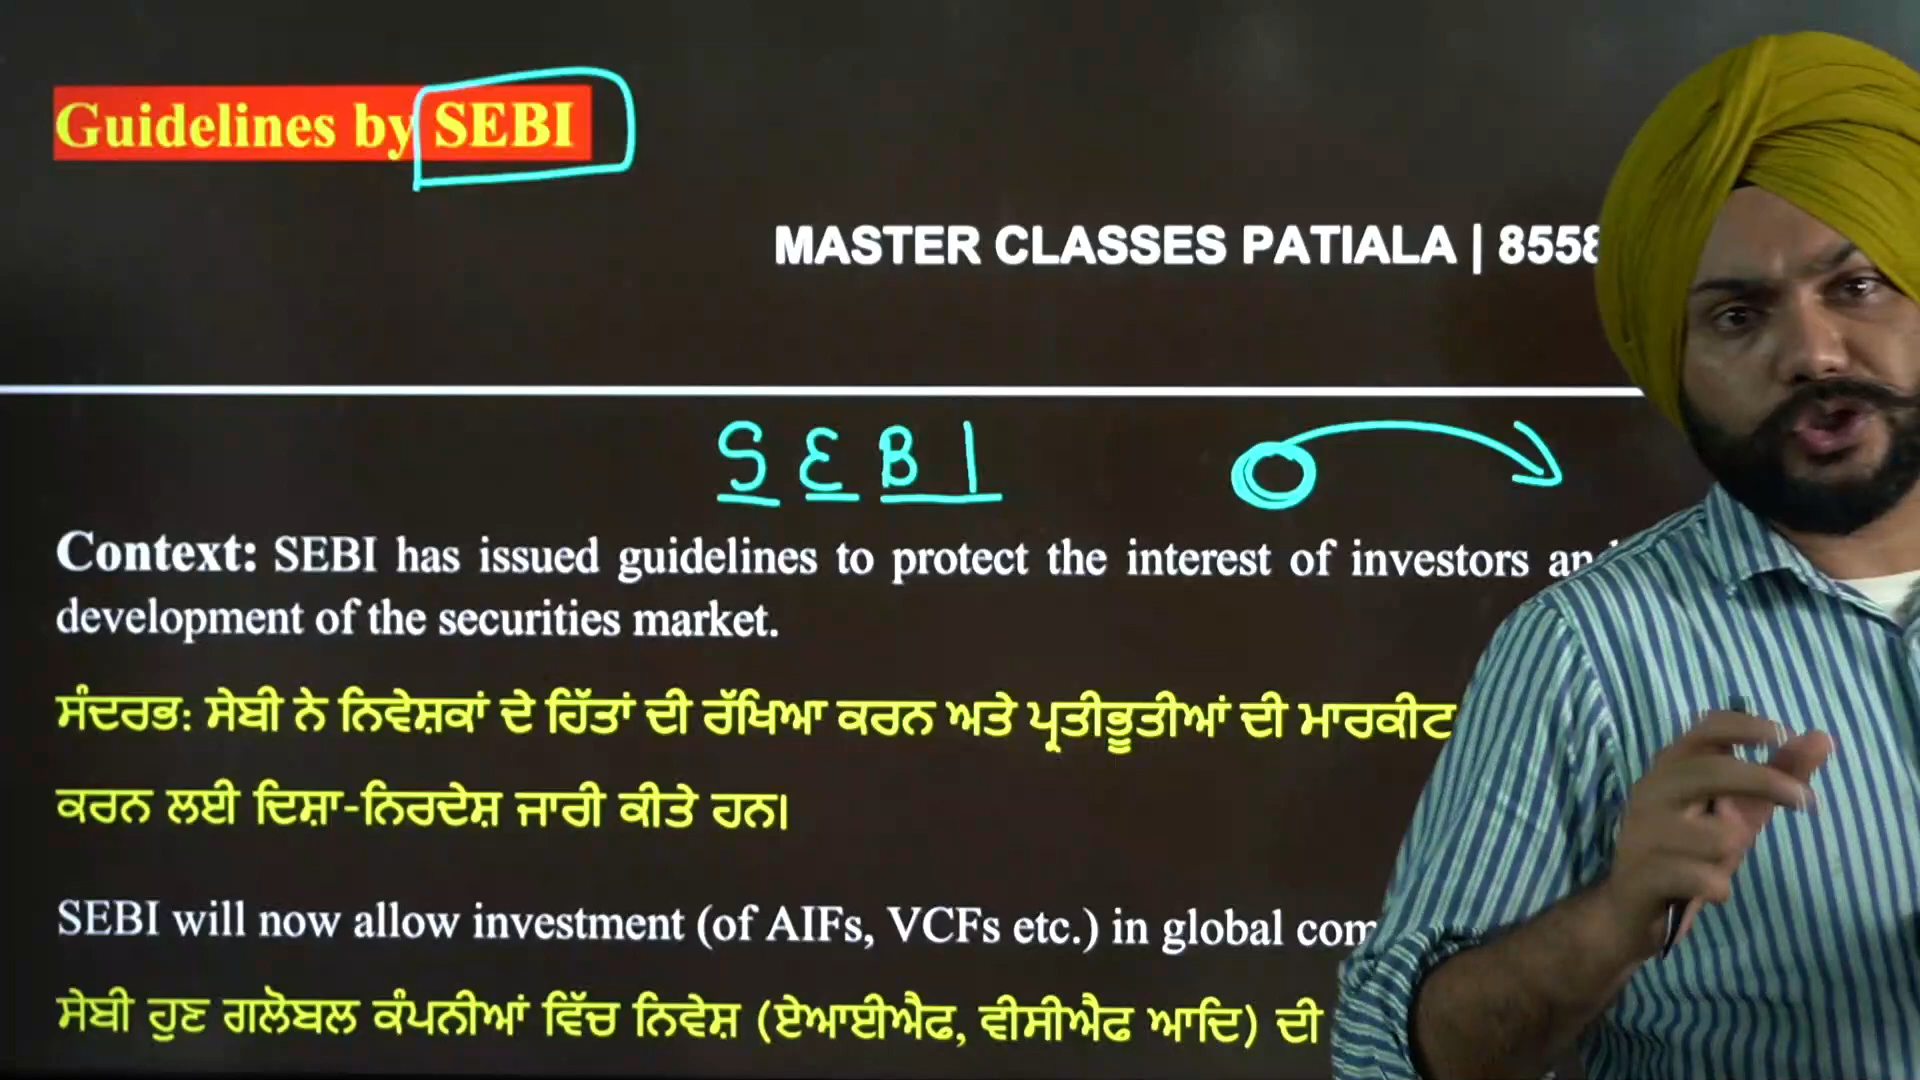 Guidelines by SEBI
MASTER CLASSES PATIALA | 8558
S E B I
Context: SEBI has issued guidelines to protect the interest of investors
development of the securities market.
ਸੰਦਰਭ: ਸੇਬੀ ਨੇ ਨਿਵੇਸ਼ਕਾਂ ਦੇ ਹਿੱਤਾਂ ਦੀ ਰੱਖਿਆ ਕਰਨ ਅਤੇ ਪ੍ਰਤੀਭੂਤੀਆਂ ਦੀ ਮਾਰਕੀਟ
ਕਰਨ ਲਈ ਦਿਸ਼ਾ-ਨਿਰਦੇਸ਼ ਜਾਰੀ ਕੀਤੇ ਹਨ।
SEBI will now allow investment (of AIFs, VCFs etc.) in global
ਸੇਬੀ ਹੁਣ ਗਲੋਬਲ ਕੰਪਨੀਆਂ ਵਿੱਚ ਨਿਵੇਸ਼ (ਏਆਈਐਫ, ਵੀਸੀਐਫ ਆਦਿ) ਦੀ